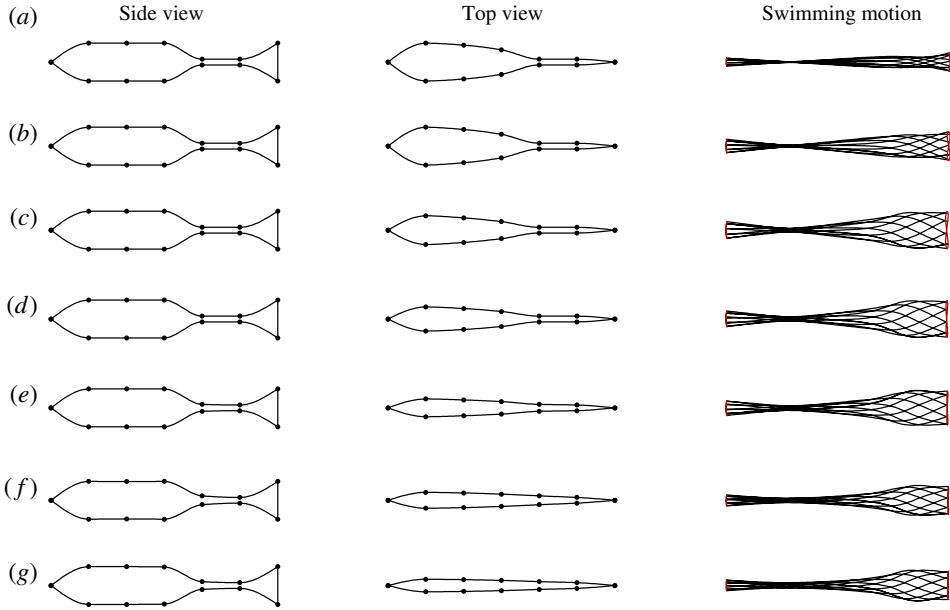 (a) Side view Top view Swimming motion
(b)
(c)
(d)
(e)
(f)
(g)